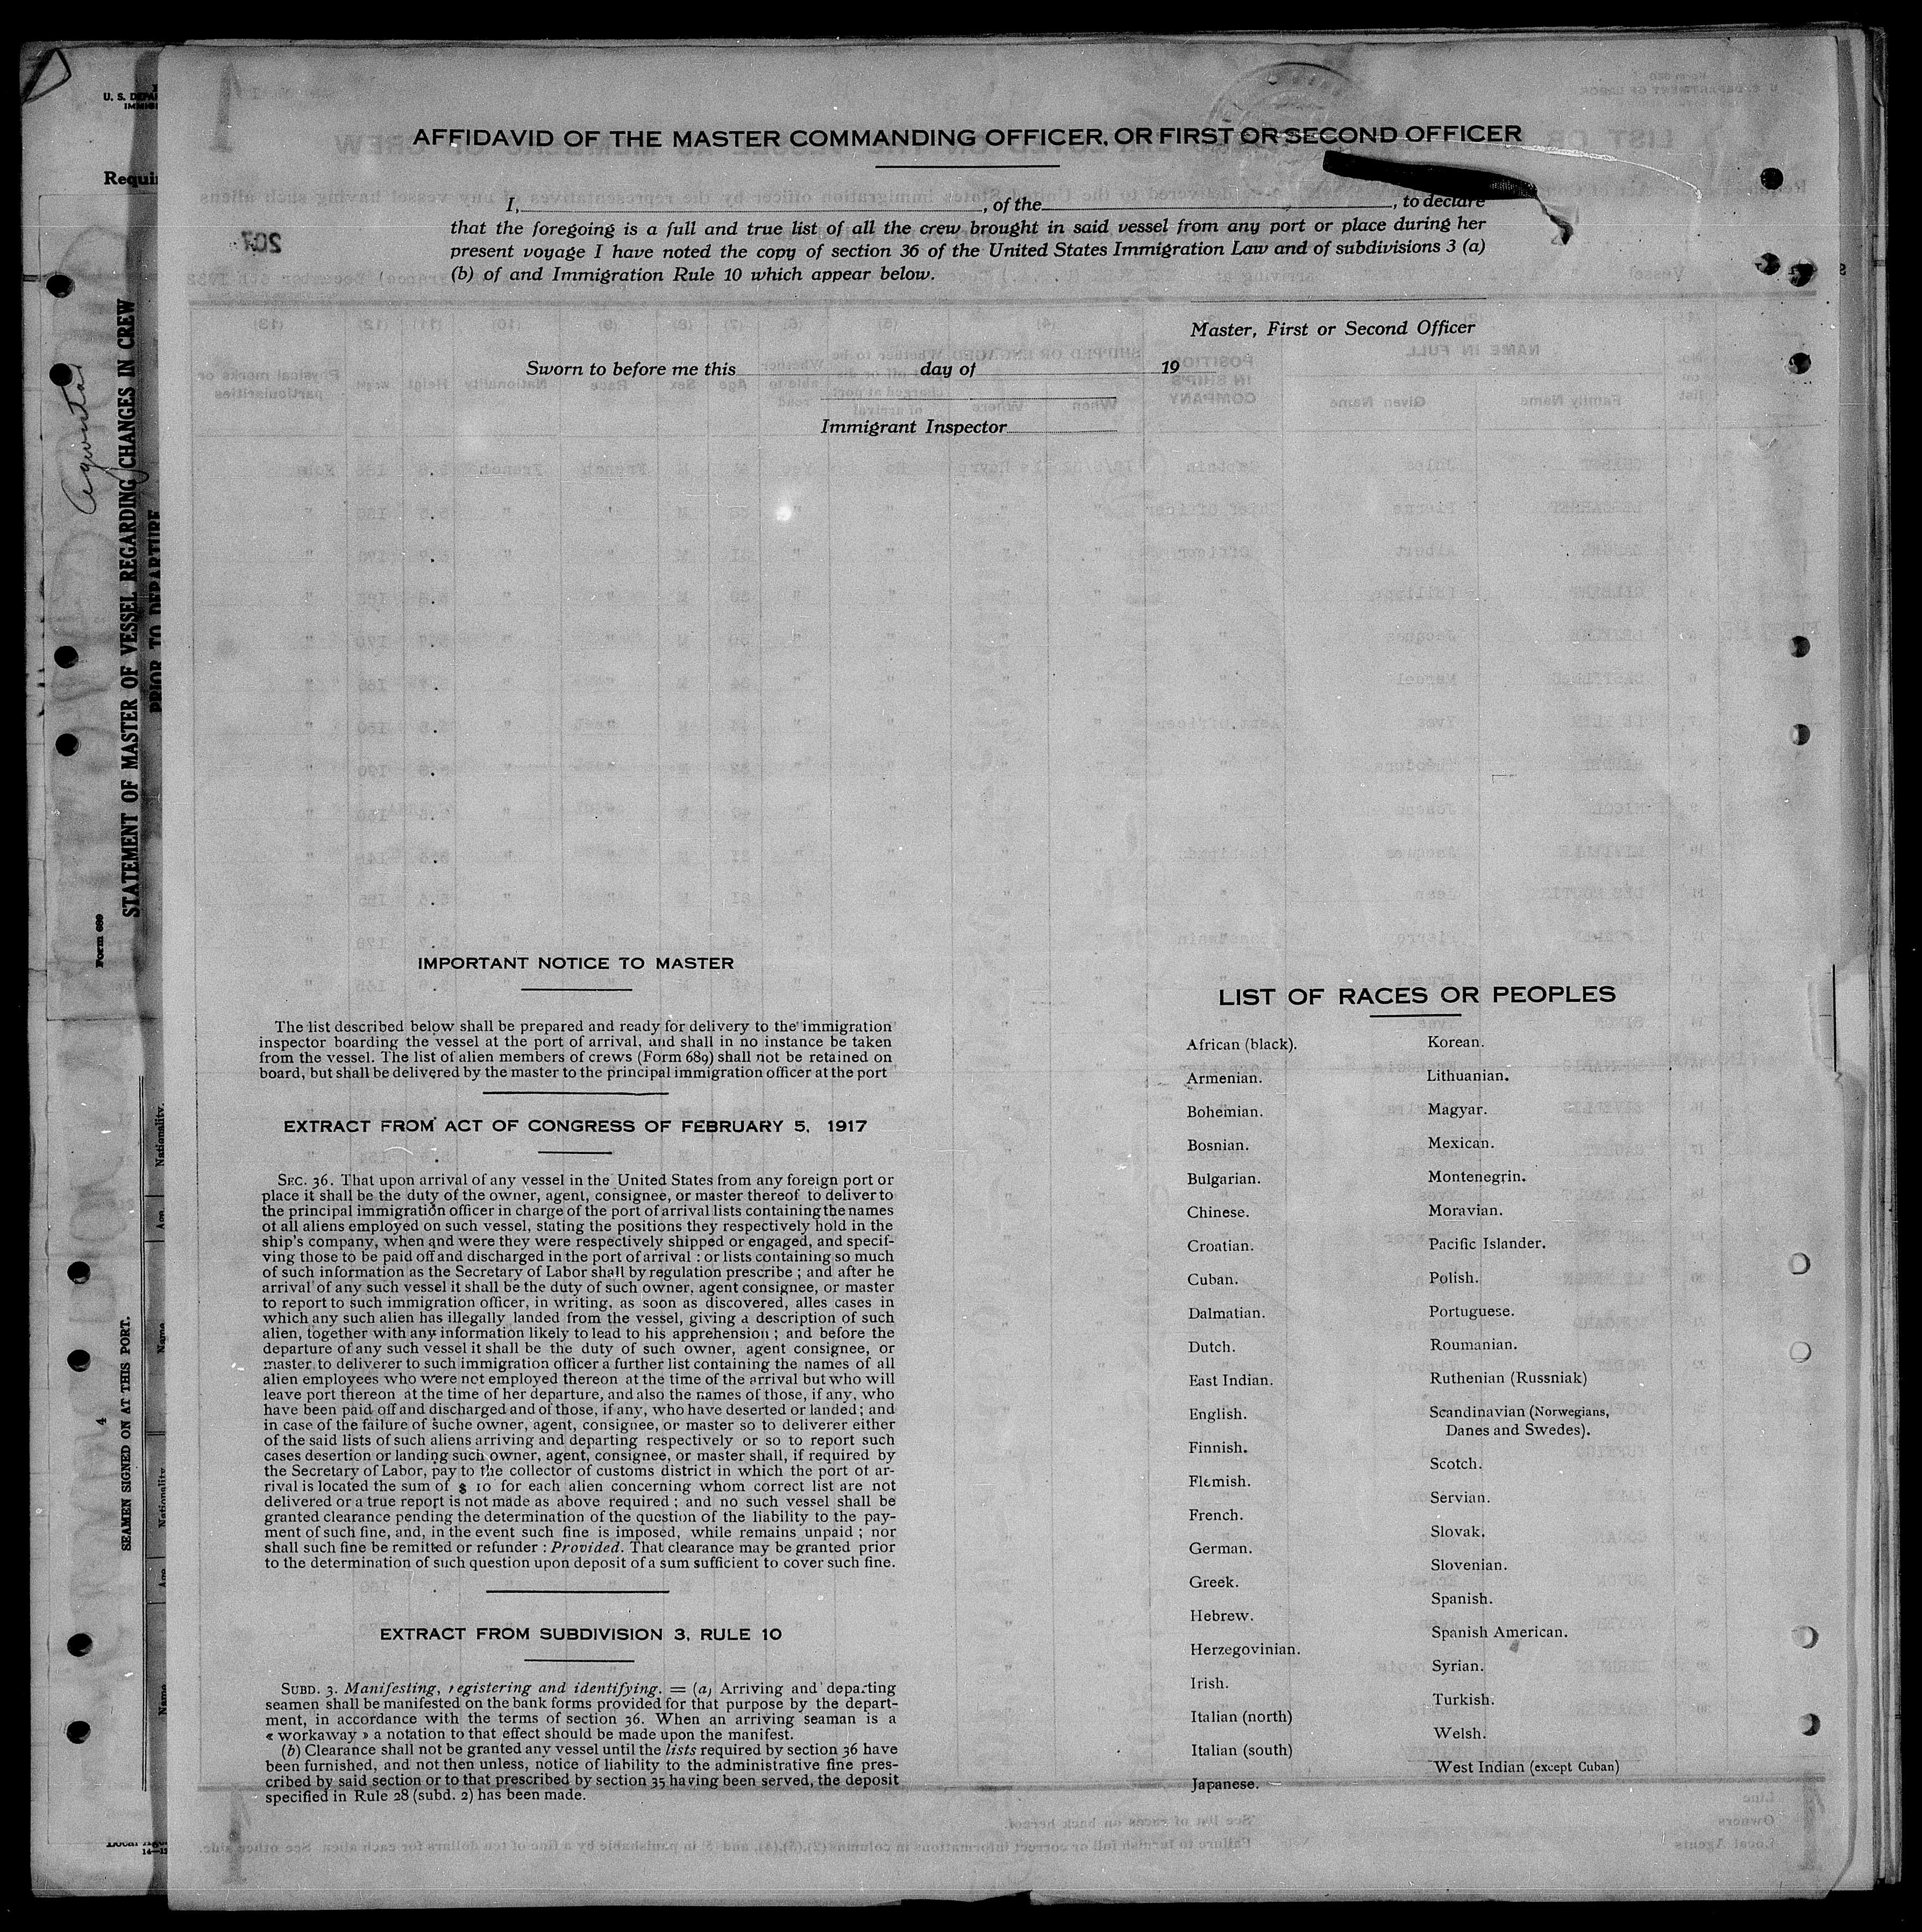 AFFIDAVID OF THE MASTER COMMANDING OFFICER, OR FIRST OR SECOND OFFICER
I, , of the , to declare
that the foregoing is a full and true list of all the crew brought in said vessel from any port or place during her
present voyage I have noted the copy of section 36 of the United States Immigration Law and of subdivisions 3 (a)
(b) of and Immigration Rule 10 which appear below.
Master, First or Second Officer
Sworn to before me this day of 19
Immigrant Inspector
IMPORTANT NOTICE TO MASTER
The list described below shall be prepared and ready for delivery to the immigration
inspector boarding the vessel at the port of arrival, and shall in no instance be taken
from the vessel. The list of alien members of crews (Form 689) shall not be retained on
board, but shall be delivered by the master to the principal immigration officer at the port
EXTRACT FROM ACT OF CONGRESS OF FEBRUARY 5, 1917
SEC. 36. That upon arrival of any vessel in the United States from any foreign port or
place it shall be the duty of the owner, agent, consignee, or master thereof to deliver to
the principal immigration officer in charge of the port of arrival lists containing the names
of all aliens employed on such vessel, stating the positions they respectively hold in the
ship's company, when and were they were respectively shipped or engaged, and specif-
ving those to be paid off and discharged in the port of arrival : or lists containing so much
of such information as the Secretary of Labor shall by regulation prescribe ; and after he
arrival of any such vessel it shall be the duty of such owner, agent consignee, or master
to report to such immigration officer, in writing, as soon as discovered, alles cases in
which any such alien has illegally landed from the vessel, giving a description of such
alien, together with any information likely to lead to his apprehension ; and before the
departure of any such vessel it shall be the duty of such owner, agent consignee, or
master to deliverer to such immigration officer a further list containing the names of all
alien employees who were not employed thereon at the time of the arrival but who will
leave port thereon at the time of her departure, and also the names of those, if any, who
have been paid off and discharged and of those, if any, who have deserted or landed ; and
in case of the failure of suche owner, agent, consignee, or master so to deliverer either
of the said lists of such aliens arriving and departing respectively or so to report such
cases desertion or landing such owner, agent, consignee, or master shall, if required by
the Secretary of Labor, pay to the collector of customs district in which the port of ar-
rival is located the sum of $ 10 for each alien concerning whom correct list are not
delivered or a true report is not made as above required ; and no such vessel shall be
granted clearance pending the determination of the question of the liability to the pay-
ment of such fine, and, in the event such fine is imposed, while remains unpaid ; nor
shall such fine be remitted or refunder : Provided. That clearance may be granted prior
to the determination of such question upon deposit of a sum sufficient to cover such fine.
EXTRACT FROM SUBDIVISION 3, RULE 10
SUBD. 3. Manifesting, registering and identifying. = (a) Arriving and departing
seamen shall be manifested on the bank forms provided for that purpose by the depart-
ment, in accordance with the terms of section 36. When an arriving seaman is a
« workaway » a notation to that effect should be made upon the manifest.
(b) Clearance shall not be granted any vessel until the lists required by section 36 have
been furnished, and not then unless, notice of liability to the administrative fine pres-
cribed by said section or to that prescribed by section 35 having been served, the deposit
specified in Rule 28 (subd. 2) has been made.
LIST OF RACES OR PEOPLES
African (black).
Armenian.
Bohemian.
Bosnian.
Bulgarian.
Chinese.
Croatian.
Cuban.
Dalmatian.
Dutch.
East Indian.
English.
Finnish.
Flemish.
French.
German.
Greek.
Hebrew.
Herzegovinian.
Irish.
Italian (north)
Italian (south)
Japanese.
Korean.
Lithuanian.
Magyar.
Mexican.
Montenegrin.
Moravian.
Pacific Islander.
Polish.
Portuguese.
Roumanian.
Ruthenian (Russniak)
Scandinavian (Norwegians,
Danes and Swedes).
Scotch.
Servian.
Slovak.
Slovenian.
Spanish.
Spanish American.
Syrian.
Turkish.
Welsh.
West Indian (except Cuban)
Form 689
STATEMENT OF MASTER OF VESSEL REGARDING CHANGES IN CREW
PRIOR TO DEPARTURE
4
SEAMEN SIGNED ON AT THIS PORT.
Name
Age
Nationality
Name
Age
Nationality.